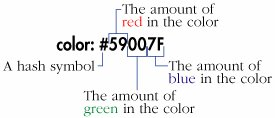 The amount of
red in the color
color: #59007F
A hash symbol
The amount of
blue in the color
The amount of
green in the color